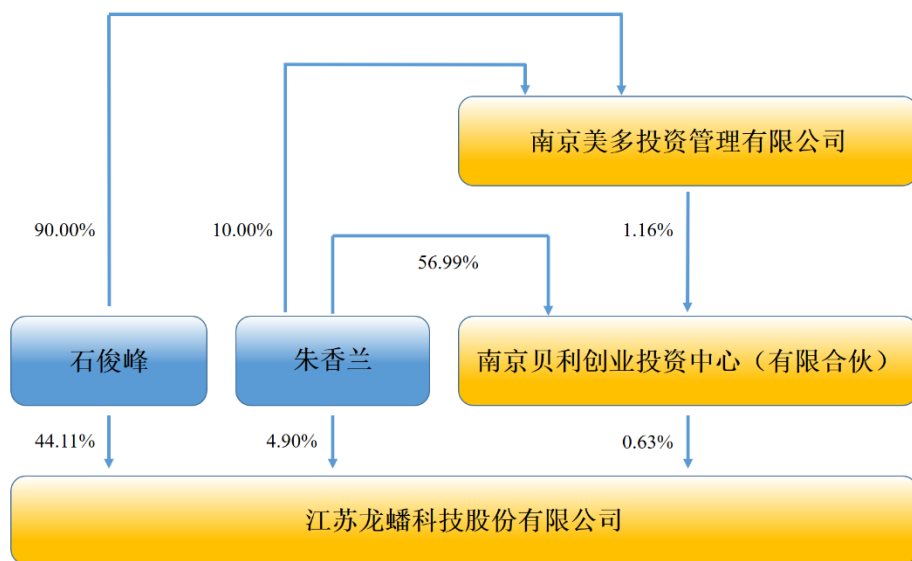 南京美多投资管理有限公司
90.00%
10.00%
1.16%
56.99%
石俊峰
朱香兰
南京贝利创业投资中心（有限合伙）
44.11%
4.90%
0.63%
江苏龙蟠科技股份有限公司